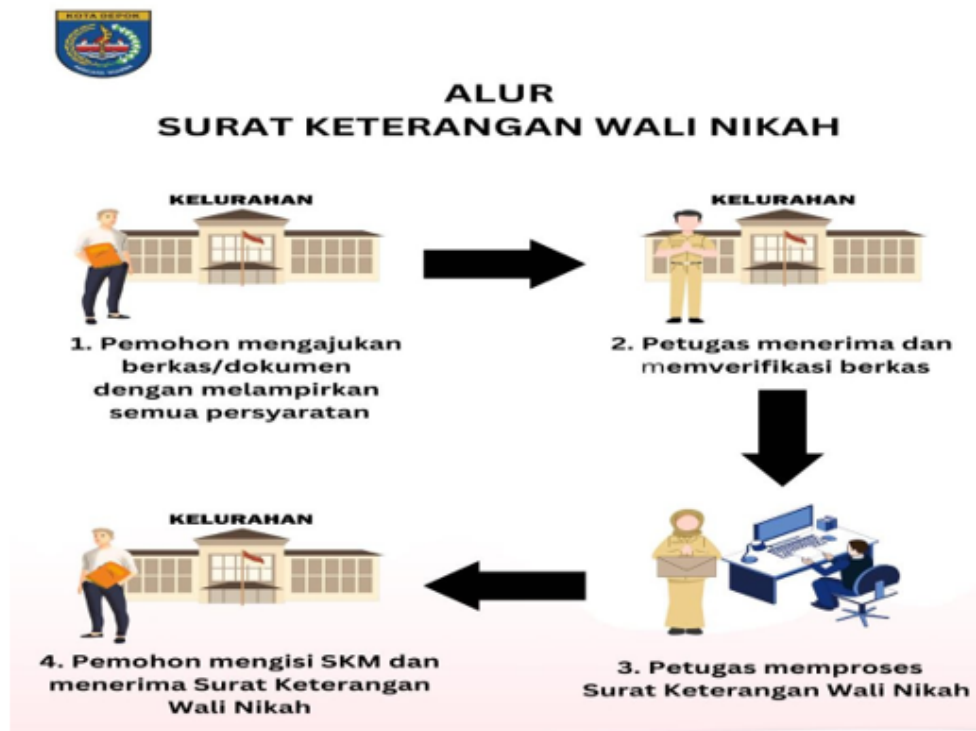 KOTA DEPOK
ALUR
SURAT KETERANGAN WALI NIKAH
KELURAHAN
1. Pemohon mengajukan
berkas/dokumen
dengan melampirkan
semua persyaratan
KELURAHAN
2. Petugas menerima dan
memverifikasi berkas
3. Petugas memproses
Surat Keterangan Wali Nikah
KELURAHAN
4. Pemohon mengisi SKM dan
menerima Surat Keterangan
Wali Nikah